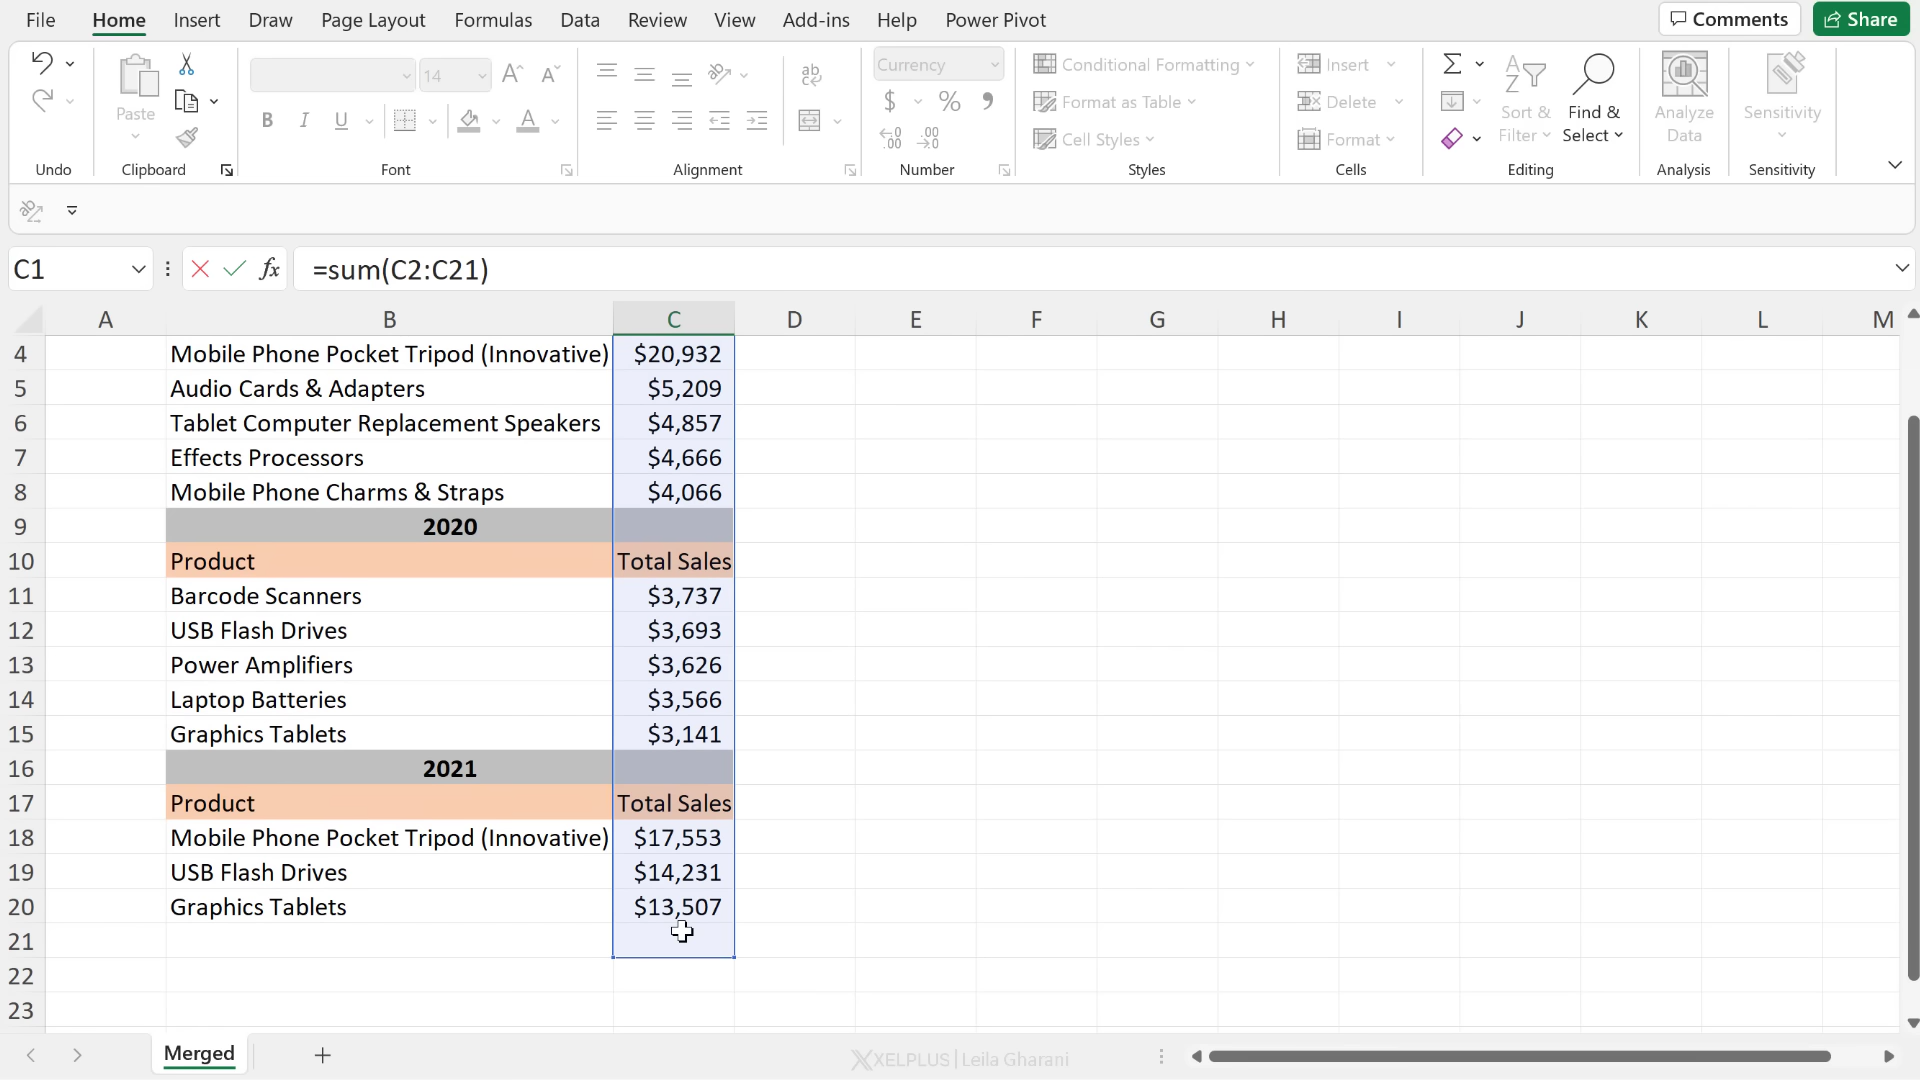 File Home Insert Draw Page Layout Formulas Data Review View Add-ins Help Power Pivot Comments Share
Paste 14 ab Currency Conditional Formatting Insert Σ Sort & Filter Find & Select Analyze Data Sensitivity
$ % Format as Table Delete
B I U A Cell Styles Format
Undo Clipboard Font Alignment Number Styles Cells Editing Analysis Sensitivity
C1 fx =sum(C2:C21)
A B C D E F G H I J K L M
4 Mobile Phone Pocket Tripod (Innovative) $20,932
5 Audio Cards & Adapters $5,209
6 Tablet Computer Replacement Speakers $4,857
7 Effects Processors $4,666
8 Mobile Phone Charms & Straps $4,066
9 2020
10 Product Total Sales
11 Barcode Scanners $3,737
12 USB Flash Drives $3,693
13 Power Amplifiers $3,626
14 Laptop Batteries $3,566
15 Graphics Tablets $3,141
16 2021
17 Product Total Sales
18 Mobile Phone Pocket Tripod (Innovative) $17,553
19 USB Flash Drives $14,231
20 Graphics Tablets $13,507
21
22
23
Merged XELPLUS | Leila Gharani